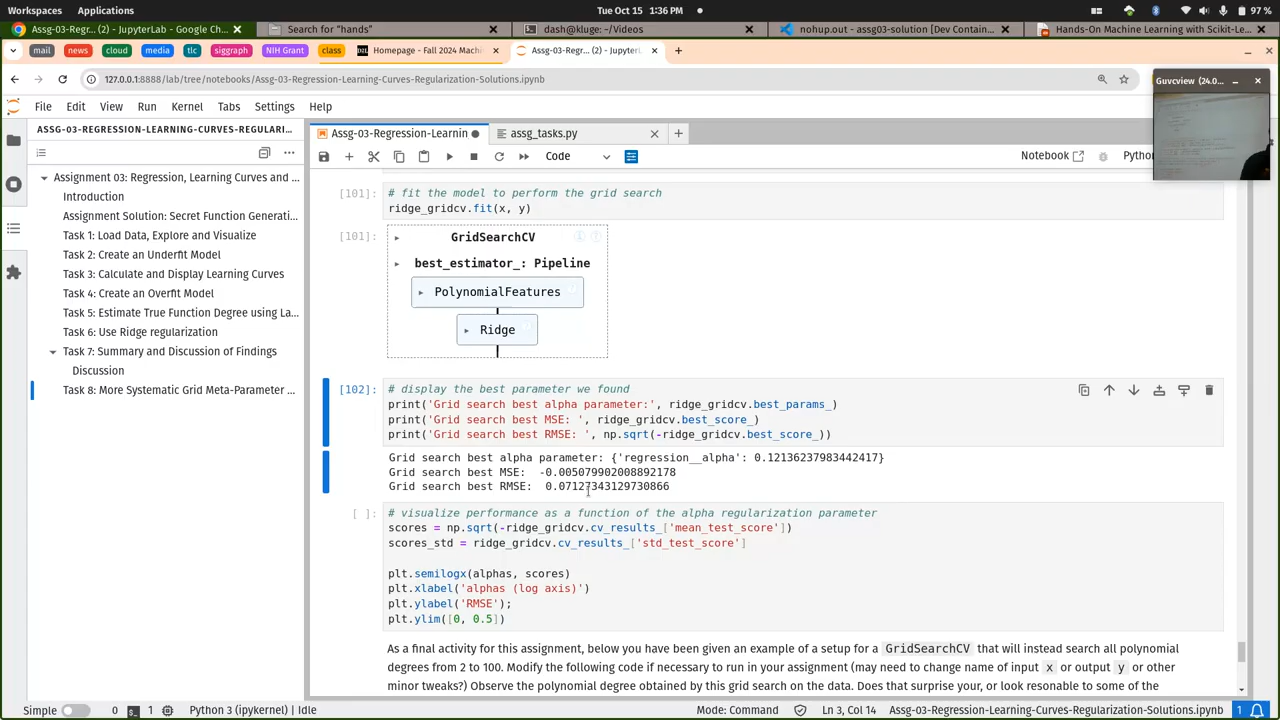 Workspaces
Applications
Tue Oct 15 1:36 PM
97 %
Assg-03-Regr... (2) - JupyterLab - Google Ch...
Search for "hands"
dash@kluge: ~/Videos
nohup.out - assg03-solution [Dev Contain...
Hands-On Machine Learning with Scikit-Le...
mail
news
cloud
media
tlc
siggraph
NIH Grant
class
Homepage - Fall 2024 Machi
Assg-03-Regr... (2) - JupyterL
127.0.0.1:8888/lab/tree/notebooks/Assg-03-Regression-Learning-Curves-Regularization-Solutions.ipynb
Guvcview (24.0...
File
Edit
View
Run
Kernel
Tabs
Settings
Help
ASSG-03-REGRESSION-LEARNING-CURVES-REGULARI...
Assignment 03: Regression, Learning Curves and ...
Introduction
Assignment Solution: Secret Function Generati...
Task 1: Load Data, Explore and Visualize
Task 2: Create an Underfit Model
Task 3: Calculate and Display Learning Curves
Task 4: Create an Overfit Model
Task 5: Estimate True Function Degree using La...
Task 6: Use Ridge regularization
Task 7: Summary and Discussion of Findings
Discussion
Task 8: More Systematic Grid Meta-Parameter ...
Assg-03-Regression-Learnin
assg_tasks.py
Code
Notebook
Python
[101]:
# fit the model to perform the grid search
ridge_gridcv.fit(x, y)
[101]:
GridSearchCV
best_estimator_: Pipeline
PolynomialFeatures
Ridge
[102]:
# display the best parameter we found
print('Grid search best alpha parameter:', ridge_gridcv.best_params_)
print('Grid search best MSE: ', ridge_gridcv.best_score_)
print('Grid search best RMSE: ', np.sqrt(-ridge_gridcv.best_score_))
Grid search best alpha parameter: {'regression__alpha': 0.12136237983442417}
Grid search best MSE:  -0.005079902008892178
Grid search best RMSE:  0.07127343129730866
[ ]:
# visualize performance as a function of the alpha regularization parameter
scores = np.sqrt(-ridge_gridcv.cv_results_['mean_test_score'])
scores_std = ridge_gridcv.cv_results_['std_test_score']
plt.semilogx(alphas, scores)
plt.xlabel('alphas (log axis)')
plt.ylabel('RMSE');
plt.ylim([0, 0.5])
As a final activity for this assignment, below you have been given an example of a setup for a GridSearchCV that will instead search all polynomial
degrees from 2 to 100. Modify the following code if necessary to run in your assignment (may need to change name of input x or output y or other
minor tweaks?) Observe the polynomial degree obtained by this grid search on the data. Does that surprise your, or look resonable to some of the
Simple
0
1
Python 3 (ipykernel) | Idle
Mode: Command
Ln 3, Col 14
Assg-03-Regression-Learning-Curves-Regularization-Solutions.ipynb
1